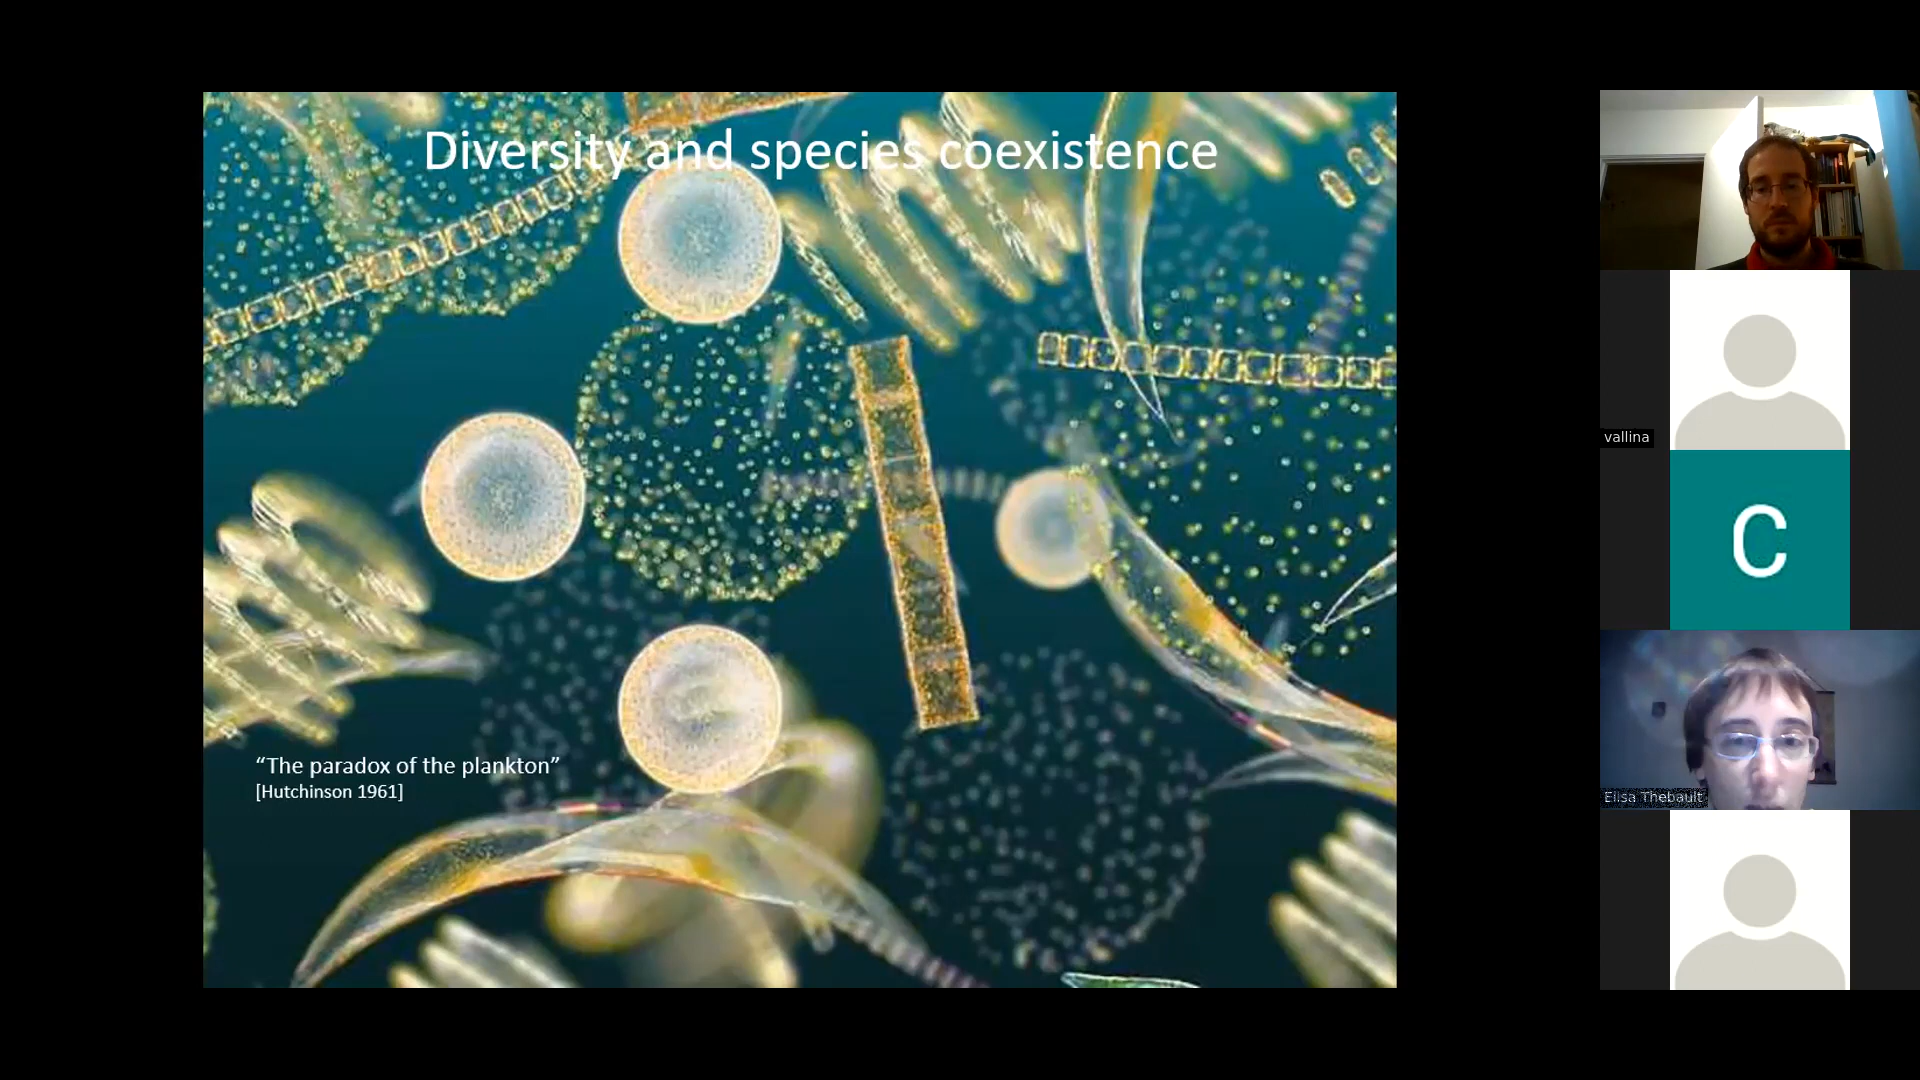 Diversity and species coexistence
“The paradox of the plankton”
[Hutchinson 1961]
vallina
C
Elisa Thebault